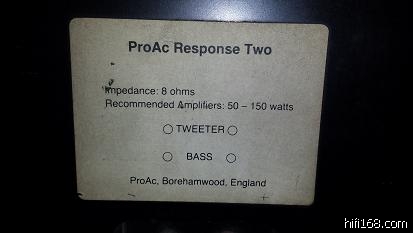 ProAc Response Two
Impedance: 8 ohms
Recommended Amplifiers: 50 – 150 watts
TWEETER
BASS
ProAc, Borehamwood, England
- +
hifi168.com